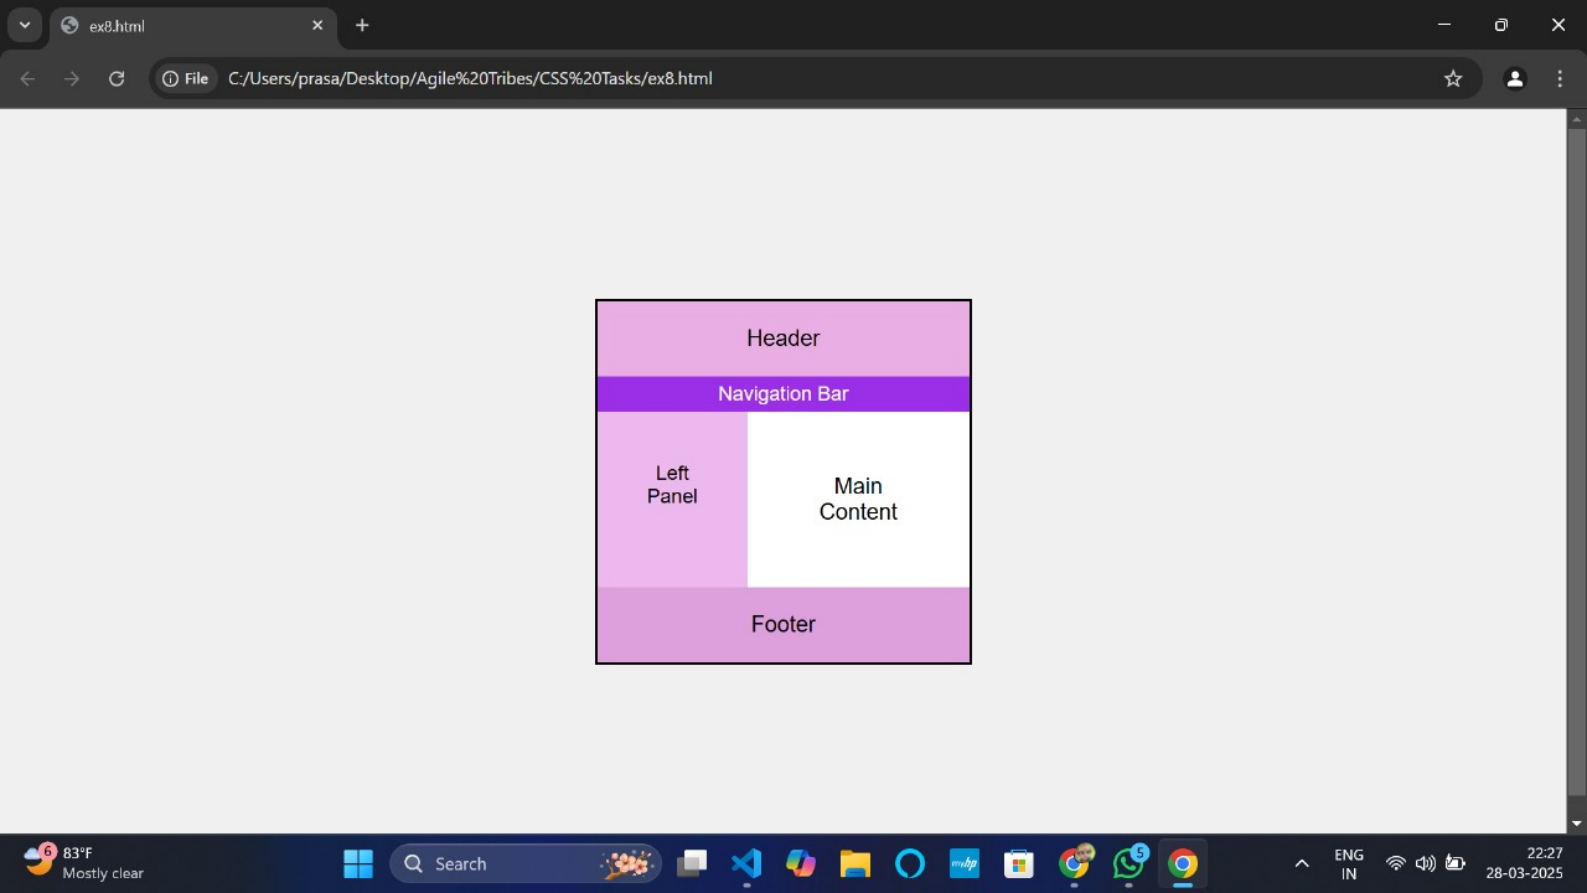 ex8.html
File C:/Users/prasa/Desktop/Agile%20Tribes/CSS%20Tasks/ex8.html
Header
Navigation Bar
Left
Panel
Main
Content
Footer
6
83°F
Mostly clear
Search
myhp
5
ENG
IN
22:27
28-03-2025